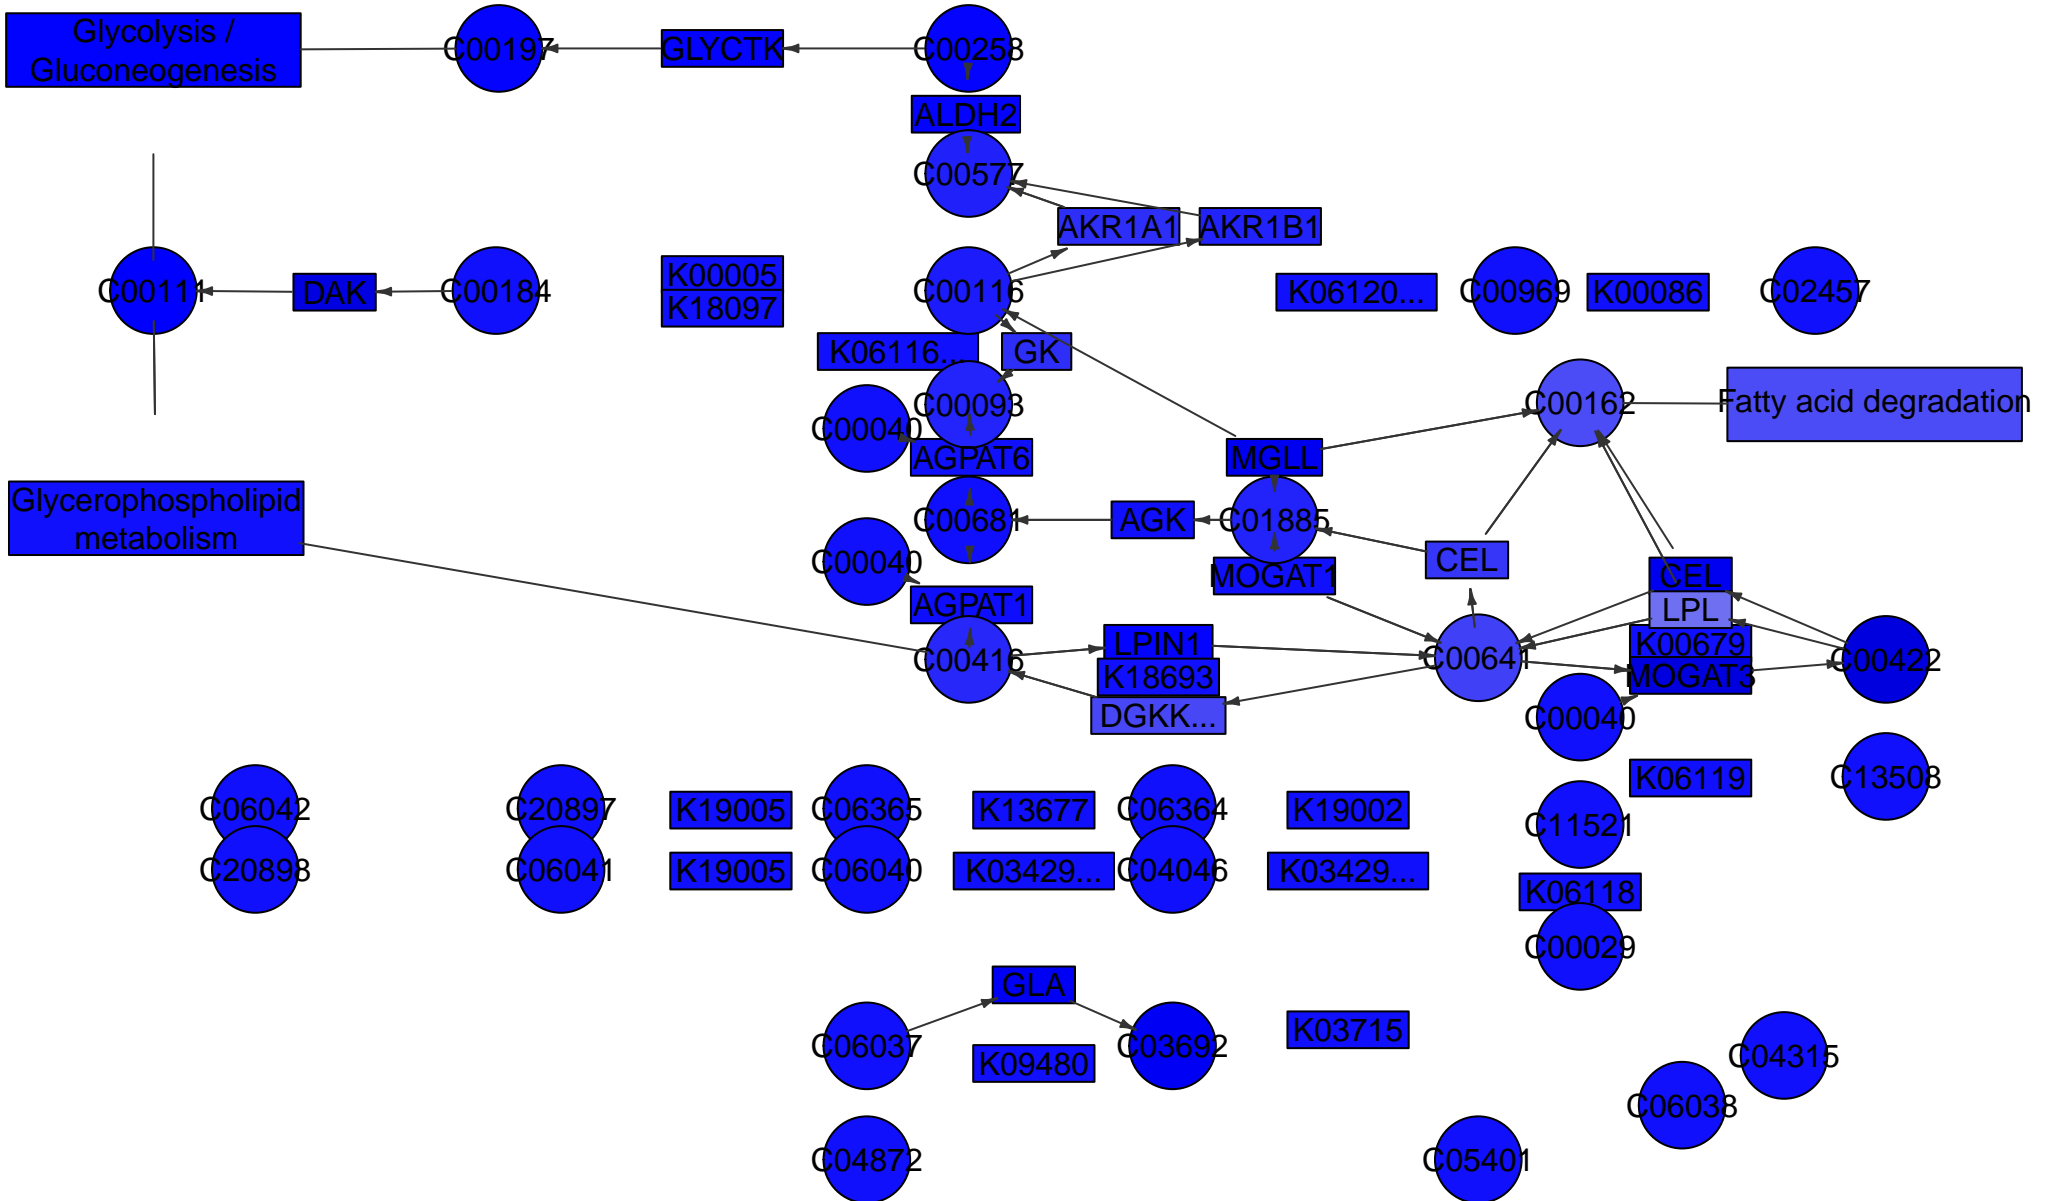 Glycolysis /
Gluconeogenesis
C00197
GLYCTK
C00258
ALDH2
C00577
AKR1A1
AKR1B1
C00111
DAK
C00184
K00005
K18097
C00116
K06120...
C00969
K00086
C02457
K06116...
GK
C00093
C00040
AGPAT6
MGLL
C00162
Fatty acid degradation
Glycerophospholipid
metabolism
C00681
AGK
C01885
C00040
MOGAT1
CEL
CEL
LPL
AGPAT1
C00416
LPIN1
K18693
DGKK...
C00641
K00679
MOGAT3
C00422
C00040
K06119
C13508
C06042
C20897
K19005
C06365
K13677
C06364
K19002
C11521
C20898
C06041
K19005
C06040
K03429...
C04046
K03429...
K06118
C00029
GLA
C06037
K09480
C03692
K03715
C04315
C06038
C04872
C05401